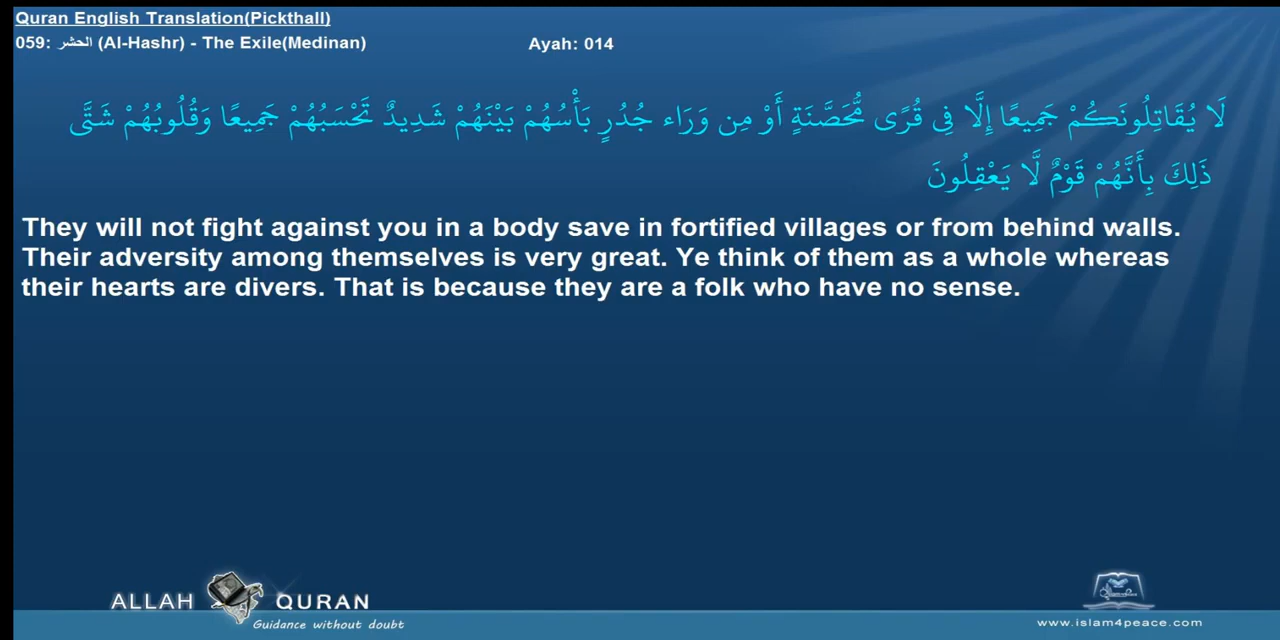 Quran English Translation(Pickthall)
059: الحشر (Al-Hashr) - The Exile(Medinan)
Ayah: 014
لَا يُقَاتِلُونَكُمْ جَمِيعًا إِلَّا فِى قُرًى مُّحَصَّنَةٍ أَوْ مِن وَرَاء جُدُرٍ بَأْسُهُمْ بَيْنَهُمْ شَدِيدٌ تَحْسَبُهُمْ جَمِيعًا وَقُلُوبُهُمْ شَتَّى
ذَلِكَ بِأَنَّهُمْ قَوْمٌ لَّا يَعْقِلُونَ
They will not fight against you in a body save in fortified villages or from behind walls.
Their adversity among themselves is very great. Ye think of them as a whole whereas
their hearts are divers. That is because they are a folk who have no sense.
ALLAH QURAN
Guidance without doubt
www.islam4peace.com